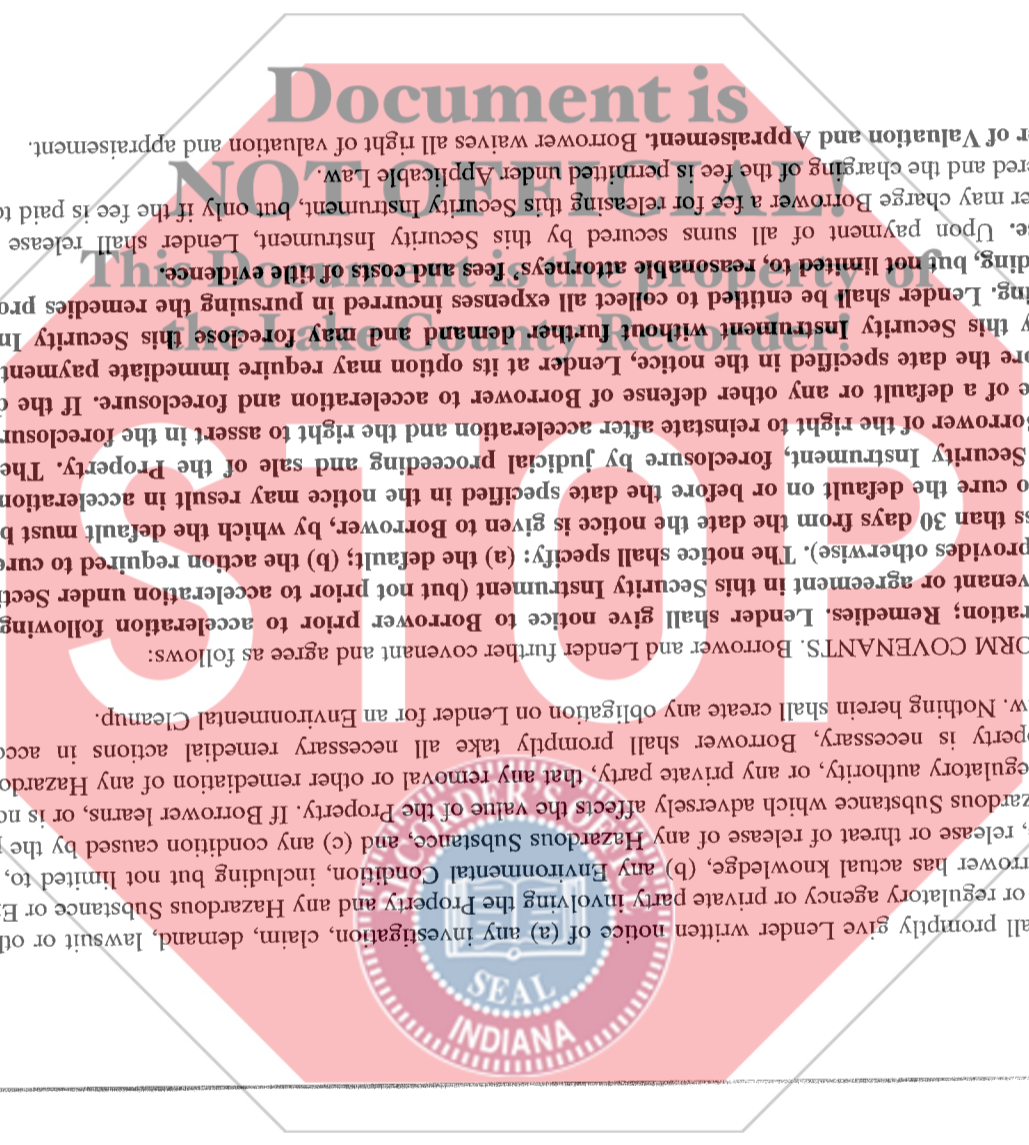 Document is
NOT OFFICIAL!
This Document is the property of
the Lake County Recorder!
STOP
RECORDER'S OFFICE
SEAL
INDIANA
all promptly give Lender written notice of (a) any investigation, claim, demand, lawsuit or oth
or regulatory agency or private party involving the Property and any Hazardous Substance or E
rrower has actual knowledge, (b) any Environmental Condition, including but not limited to,
, release or threat of release of any Hazardous Substance, and (c) any condition caused by the
zardous Substance which adversely affects the value of the Property. If Borrower learns, or is no
regulatory authority, or any private party, that any removal or other remediation of any Hazardo
perty is necessary, Borrower shall promptly take all necessary remedial actions in acco
w. Nothing herein shall create any obligation on Lender for an Environmental Cleanup.
ORM COVENANTS. Borrower and Lender further covenant and agree as follows:
ration; Remedies. Lender shall give notice to Borrower prior to acceleration following
venant or agreement in this Security Instrument (but not prior to acceleration under Secti
provides otherwise). The notice shall specify: (a) the default; (b) the action required to cure
ss than 30 days from the date the notice is given to Borrower, by which the default must b
o cure the default on or before the date specified in the notice may result in acceleration
Security Instrument, foreclosure by judicial proceeding and sale of the Property. The
orrower of the right to reinstate after acceleration and the right to assert in the foreclosur
e of a default or any other defense of Borrower to acceleration and foreclosure. If the
ore the date specified in the notice, Lender at its option may require immediate payment
y this Security Instrument without further demand and may foreclose this Security In
ing. Lender shall be entitled to collect all expenses incurred in pursuing the remedies pro
ding, but not limited to, reasonable attorneys' fees and costs of title evidence.
se. Upon payment of all sums secured by this Security Instrument, Lender shall release
er may charge Borrower a fee for releasing this Security Instrument, but only if the fee is paid to
ered and the charging of the fee is permitted under Applicable Law.
r of Valuation and Appraisement. Borrower waives all right of valuation and appraisement.